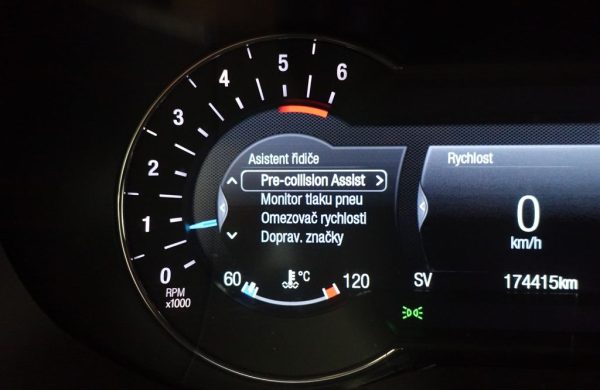 0
1
2
3
4
5
6
RPM
x1000
Asistent řidiče
Pre-collision Assist
Monitor tlaku pneu
Omezovač rychlosti
Doprav. značky
60 °C 120
Rychlost
0
km/h
SV 174415km